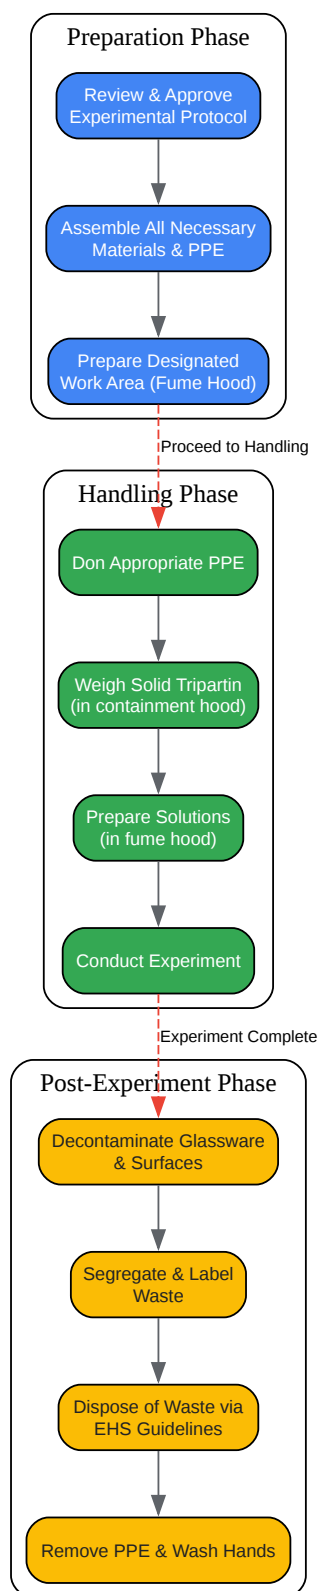 Preparation Phase
Review & Approve
Experimental Protocol
Assemble All Necessary
Materials & PPE
Prepare Designated
Work Area (Fume Hood)
Proceed to Handling
Handling Phase
Don Appropriate PPE
Weigh Solid Tripartin
(in containment hood)
Prepare Solutions
(in fume hood)
Conduct Experiment
Experiment Complete
Post-Experiment Phase
Decontaminate Glassware
& Surfaces
Segregate & Label
Waste
Dispose of Waste via
EHS Guidelines
Remove PPE & Wash Hands